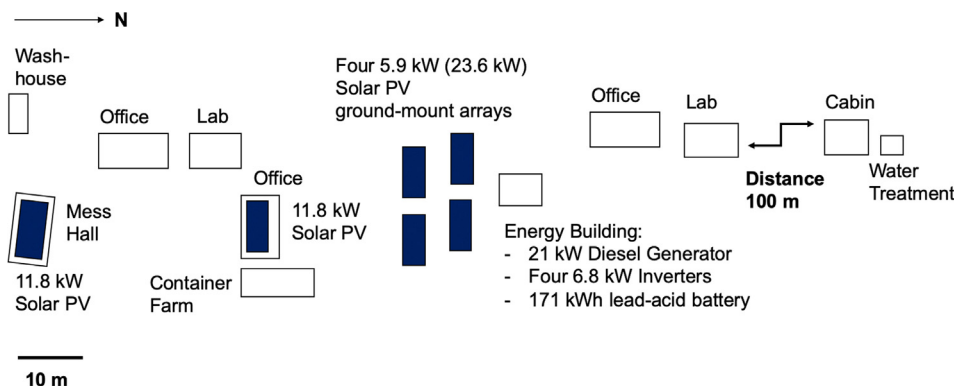 N
Wash-
house
Office
Lab
Four 5.9 kW (23.6 kW)
Solar PV
ground-mount arrays
Office
Lab
Cabin
Distance
100 m
Water
Treatment
Mess
Hall
11.8 kW
Solar PV
Office
11.8 kW
Solar PV
Container
Farm
Energy Building:
- 21 kW Diesel Generator
- Four 6.8 kW Inverters
- 171 kWh lead-acid battery
10 m